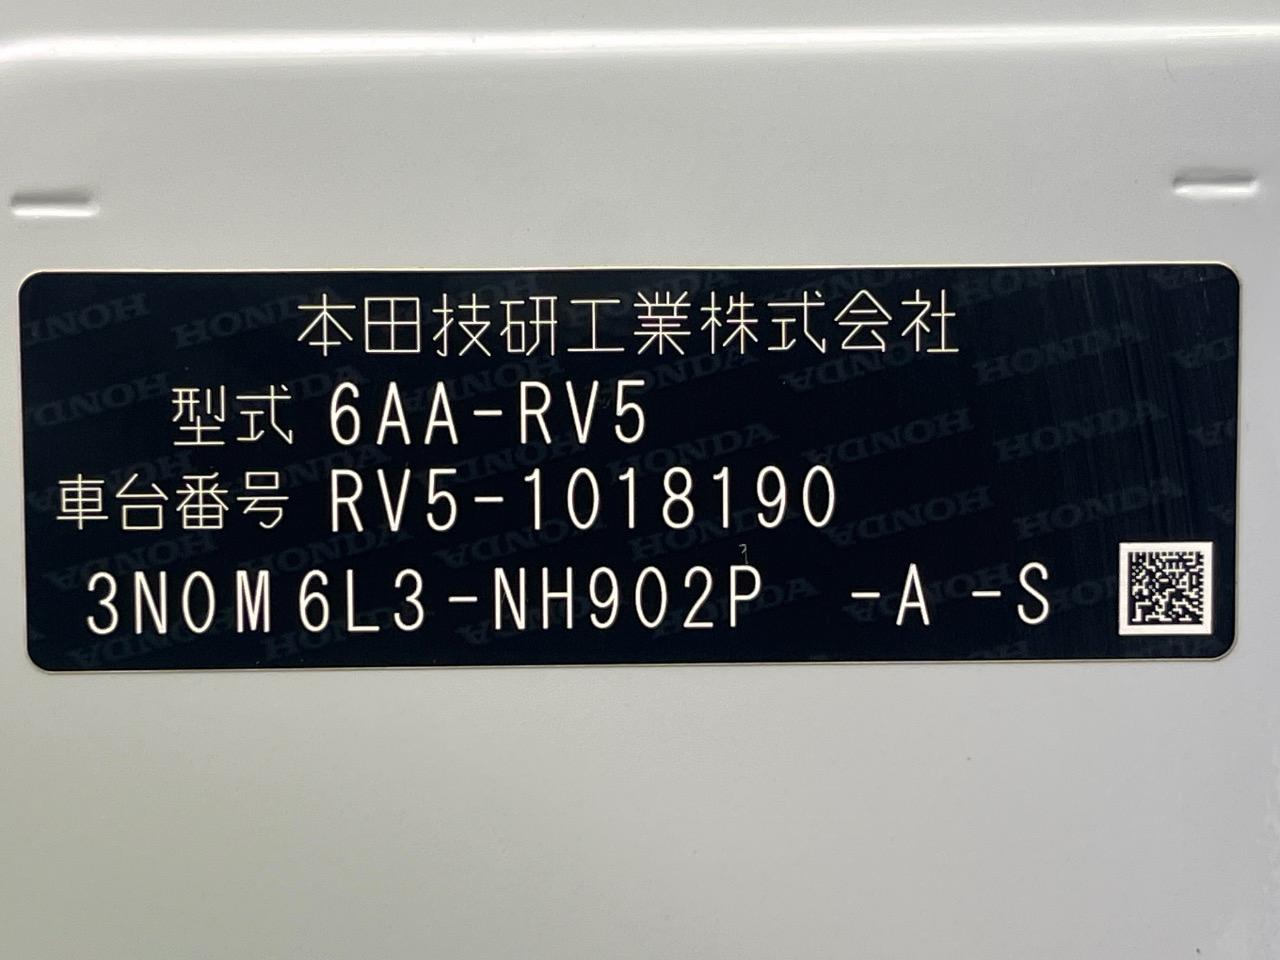 本田技研工業株式会社
型式 6AA-RV5
車台番号 RV5-1018190
3N0M6L3-NH902P -A -S